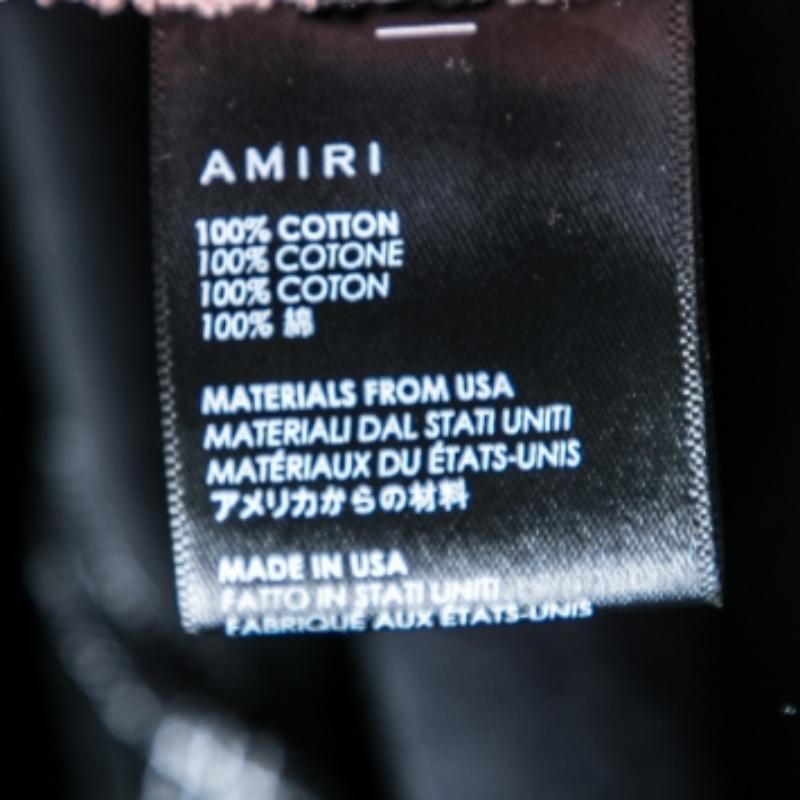 AMIRI
100% COTTON
100% COTONE
100% COTON
100% 綿
MATERIALS FROM USA
MATERIALI DAL STATI UNITI
MATÉRIAUX DU ÉTATS-UNIS
アメリカからの材料
MADE IN USA
FATTO IN STATI UNITI
FABRIQUE AUX ÉTATS-UNIS